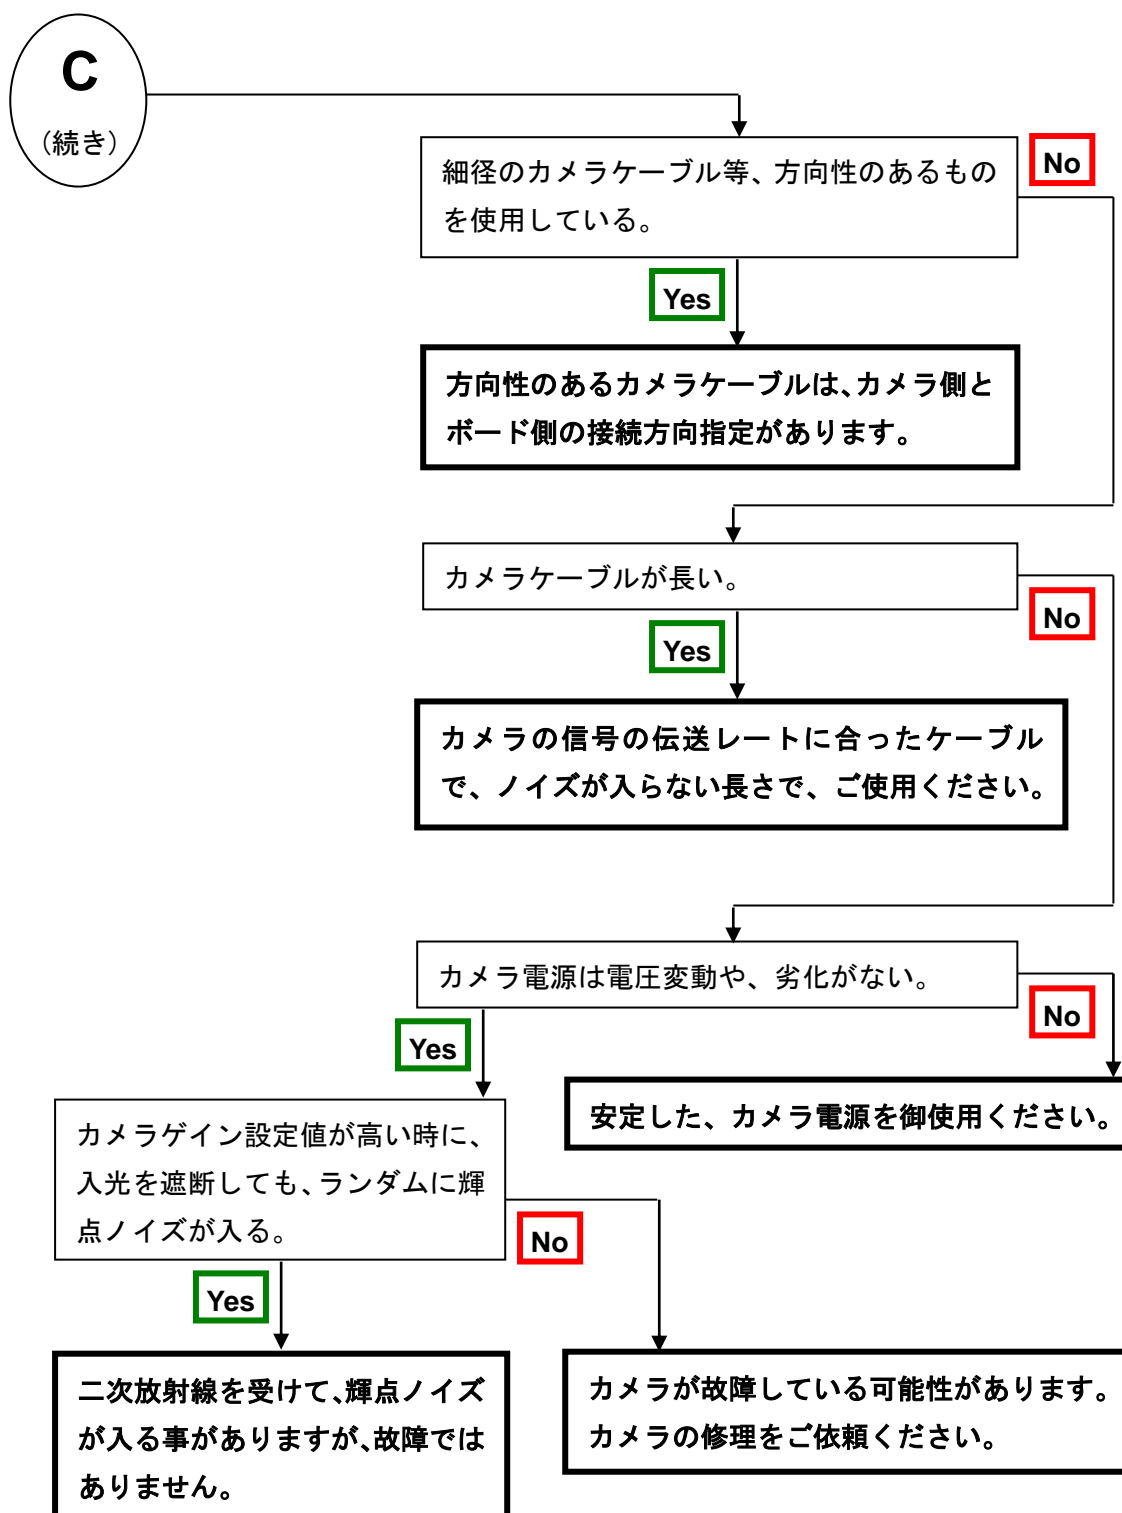 C
（続き）
細径のカメラケーブル等、方向性のあるもの
を使用している。
No
Yes
方向性のあるカメラケーブルは、カメラ側と
ボード側の接続方向指定があります。
カメラケーブルが長い。
No
Yes
カメラの信号の伝送レートに合ったケーブル
で、ノイズが入らない長さで、ご使用ください。
カメラ電源は電圧変動や、劣化がない。
No
Yes
安定した、カメラ電源を御使用ください。
カメラゲイン設定値が高い時に、
入光を遮断しても、ランダムに輝
点ノイズが入る。
No
Yes
二次放射線を受けて、輝点ノイズ
が入る事がありますが、故障では
ありません。
カメラが故障している可能性があります。
カメラの修理をご依頼ください。